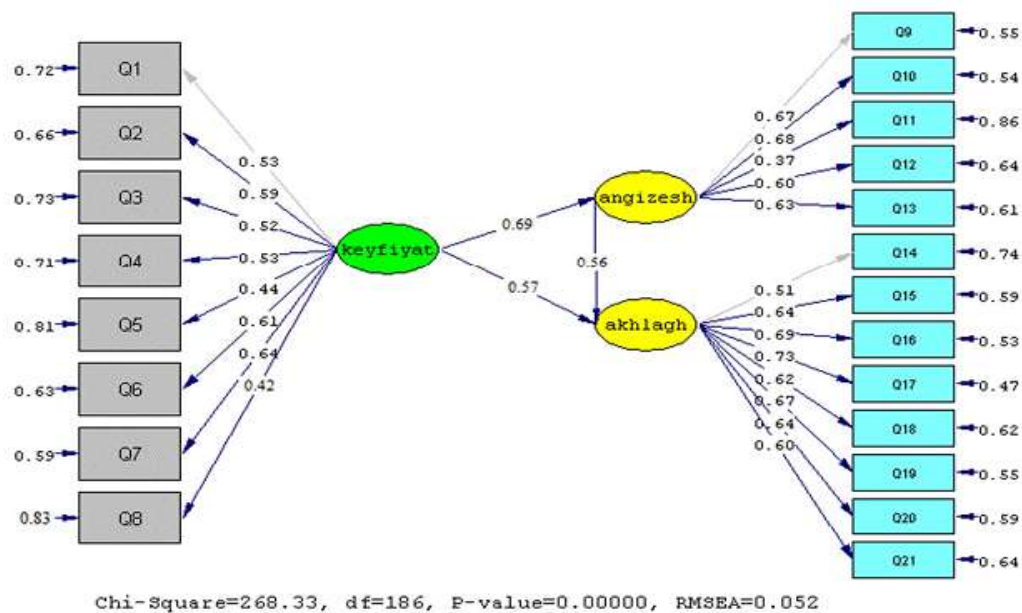 0.72
Q1
0.66
Q2
0.73
Q3
0.71
Q4
0.81
Q5
0.63
Q6
0.59
Q7
0.83
Q8
0.53
0.59
0.52
0.53
0.44
0.61
0.64
0.42
keyfiyat
0.69
0.57
angizesh
0.56
akhlagh
0.67
0.68
0.37
0.60
0.63
0.51
0.64
0.69
0.73
0.62
0.67
0.64
0.60
Q9
0.55
Q10
0.54
Q11
0.86
Q12
0.64
Q13
0.61
Q14
0.74
Q15
0.59
Q16
0.53
Q17
0.47
Q18
0.62
Q19
0.55
Q20
0.59
Q21
0.64
Chi-Square=268.33, df=186, P-value=0.00000, RMSEA=0.052